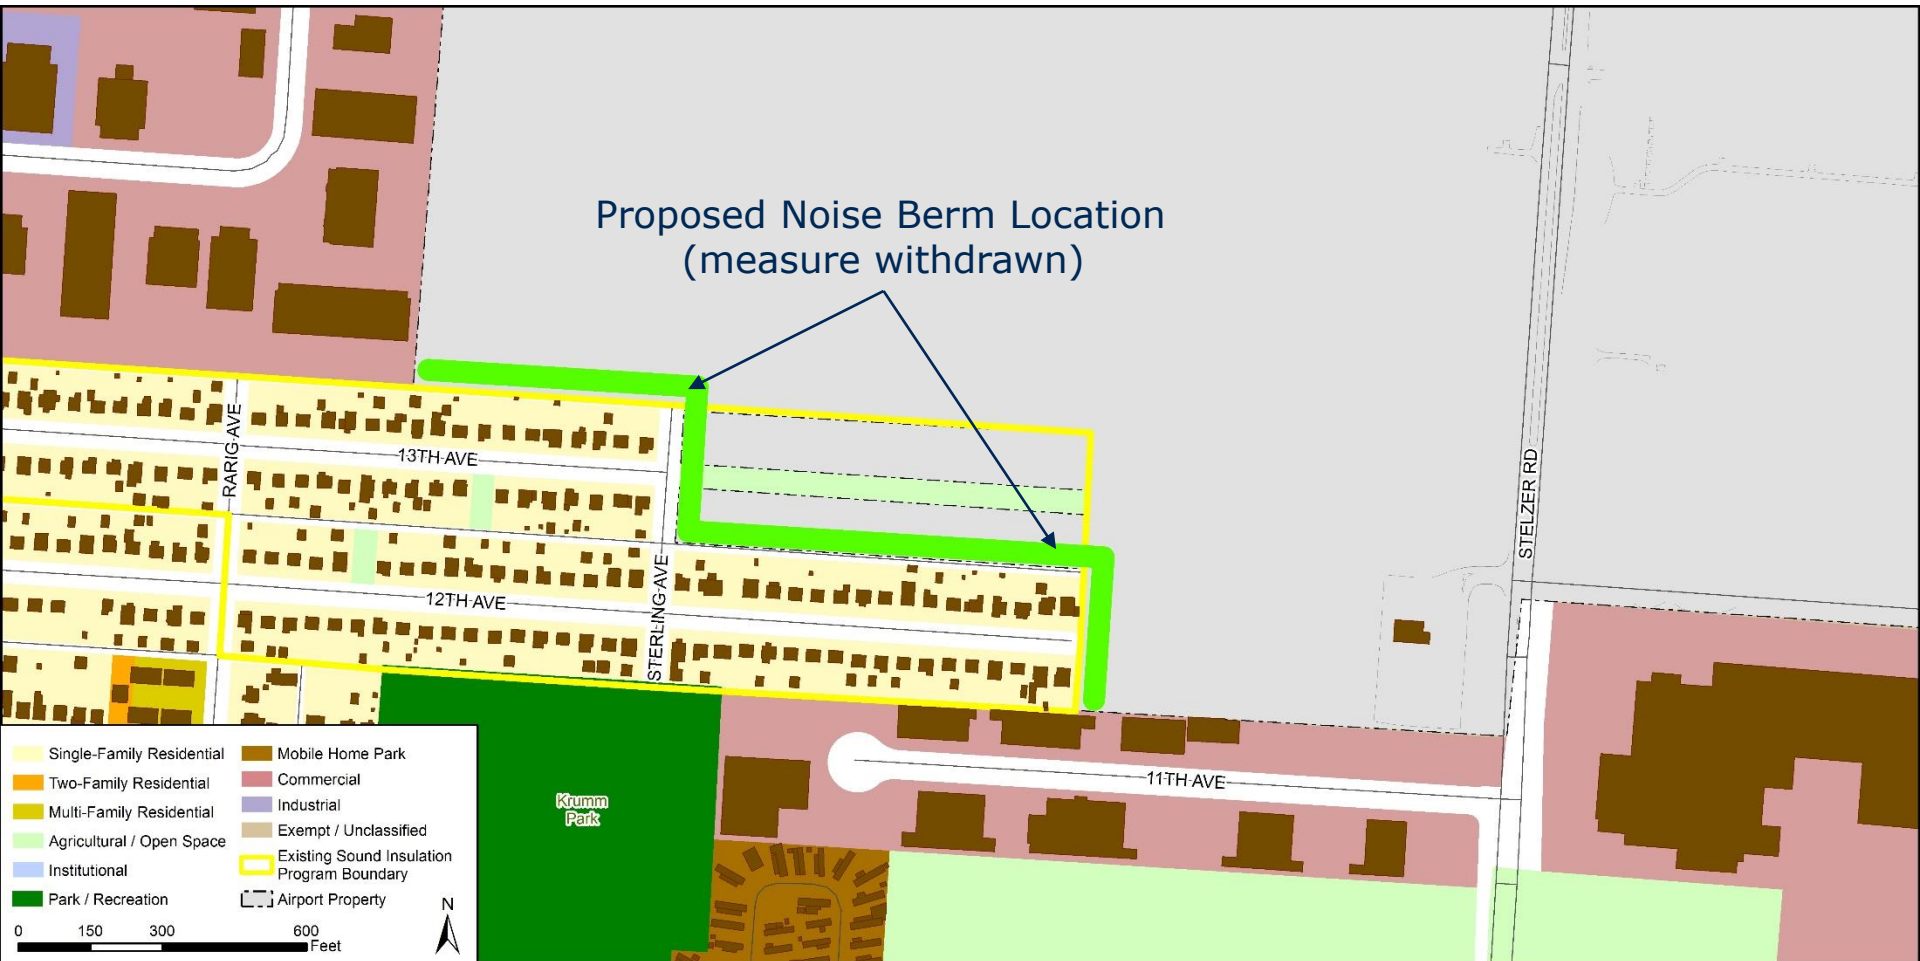 Proposed Noise Berm Location
(measure withdrawn)
RARIG AVE
13TH AVE
STELZER RD
STERLING AVE
12TH AVE
11TH AVE
Krumm
Park
Single-Family Residential
Two-Family Residential
Multi-Family Residential
Agricultural / Open Space
Institutional
Park / Recreation
Mobile Home Park
Commercial
Industrial
Exempt / Unclassified
Existing Sound Insulation
Program Boundary
Airport Property
N
0 150 300 600
Feet